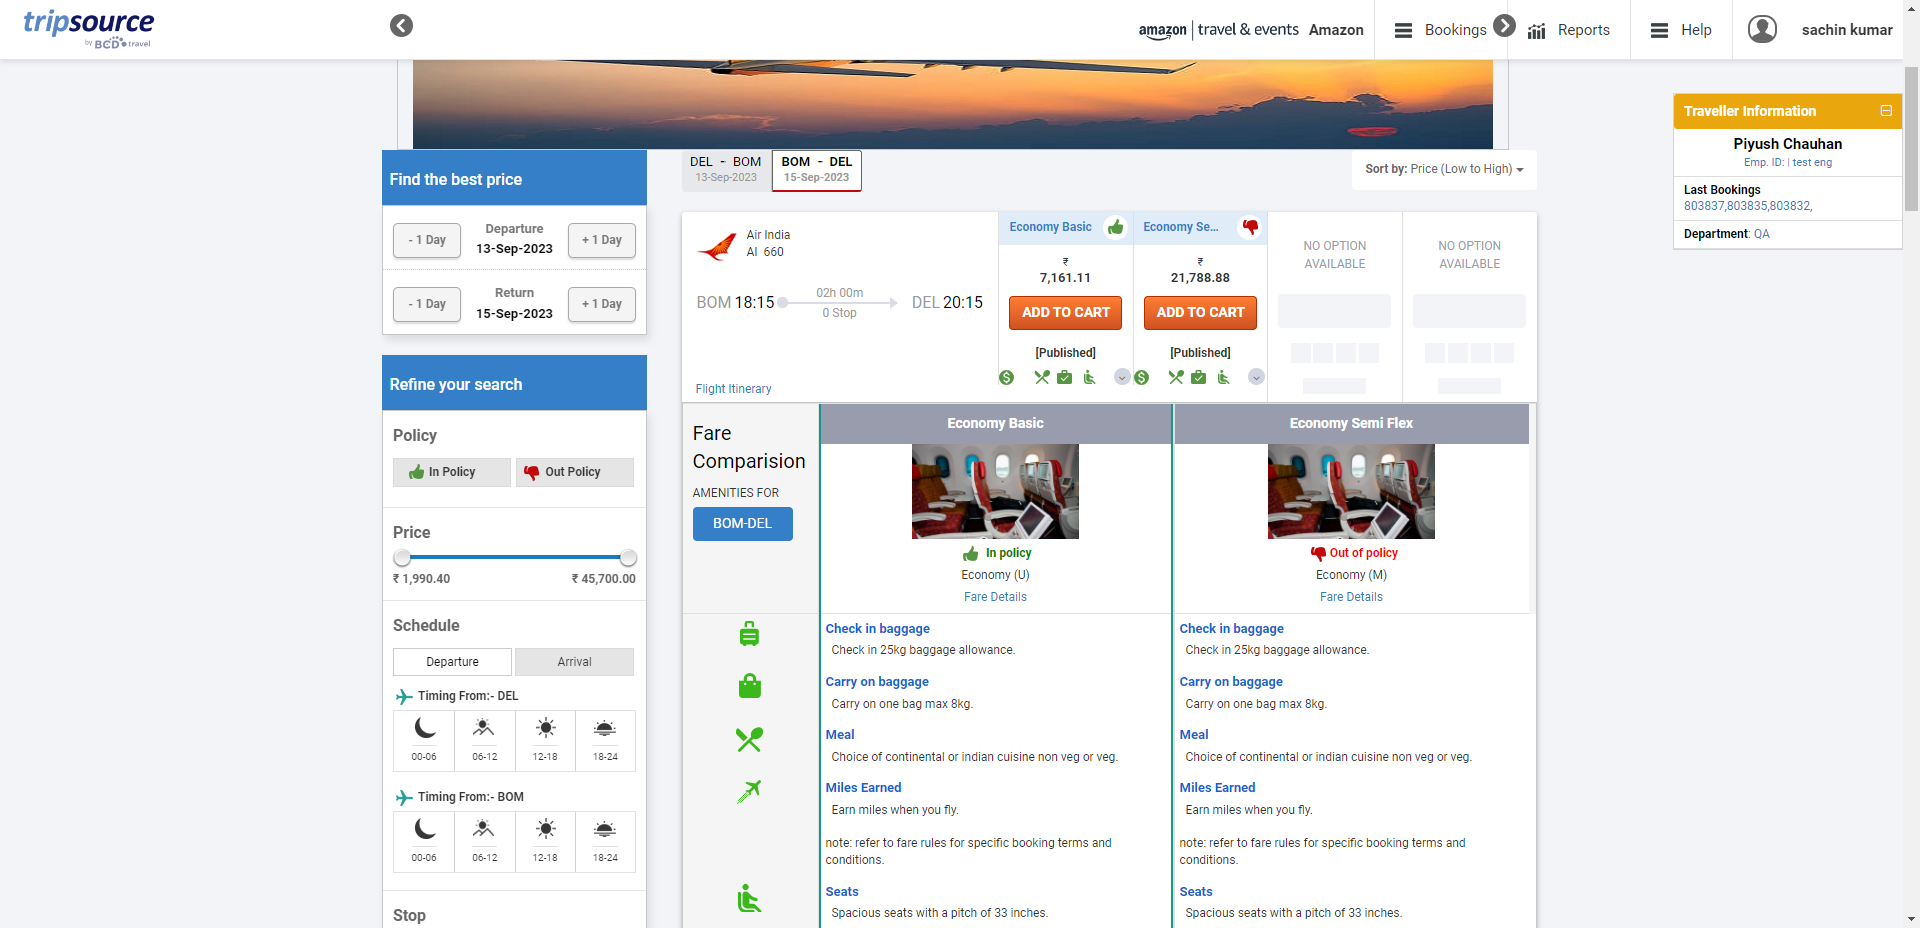 tripsource
by BCD travel
amazon | travel & events Amazon
Bookings
Reports
Help
sachin kumar
Traveller Information
Piyush Chauhan
Emp. ID: | test eng
Last Bookings
803837,803835,803832,
Department: QA
Find the best price
- 1 Day
Departure
13-Sep-2023
+ 1 Day
- 1 Day
Return
15-Sep-2023
+ 1 Day
Refine your search
Policy
In Policy
Out Policy
Price
₹ 1,990.40
₹ 45,700.00
Schedule
Departure
Arrival
Timing From:- DEL
00-06
06-12
12-18
18-24
Timing From:- BOM
00-06
06-12
12-18
18-24
Stop
DEL - BOM
13-Sep-2023
BOM - DEL
15-Sep-2023
Sort by: Price (Low to High)
Air India
AI 660
BOM 18:15
02h 00m
0 Stop
DEL 20:15
Flight Itinerary
Economy Basic
₹
7,161.11
ADD TO CART
[Published]
Economy Se...
₹
21,788.88
ADD TO CART
[Published]
NO OPTION
AVAILABLE
NO OPTION
AVAILABLE
Fare
Comparision
AMENITIES FOR
BOM-DEL
Economy Basic
In policy
Economy (U)
Fare Details
Economy Semi Flex
Out of policy
Economy (M)
Fare Details
Check in baggage
Check in 25kg baggage allowance.
Carry on baggage
Carry on one bag max 8kg.
Meal
Choice of continental or indian cuisine non veg or veg.
Miles Earned
Earn miles when you fly.
note: refer to fare rules for specific booking terms and
conditions.
Seats
Spacious seats with a pitch of 33 inches.
Check in baggage
Check in 25kg baggage allowance.
Carry on baggage
Carry on one bag max 8kg.
Meal
Choice of continental or indian cuisine non veg or veg.
Miles Earned
Earn miles when you fly.
note: refer to fare rules for specific booking terms and
conditions.
Seats
Spacious seats with a pitch of 33 inches.